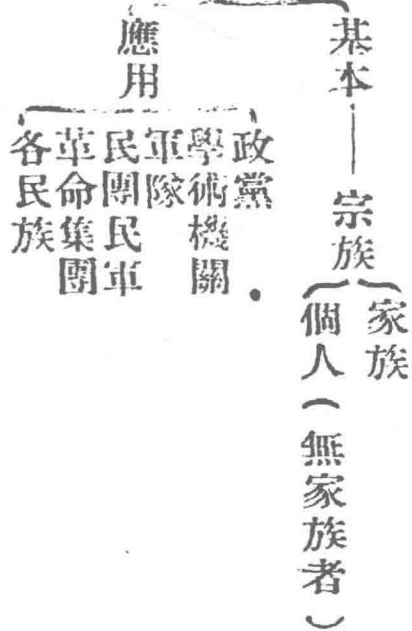 基本——宗族
家族
個人（無家族者）
應用
政黨
學術機關
軍隊
民團民軍
革命集團
各民族